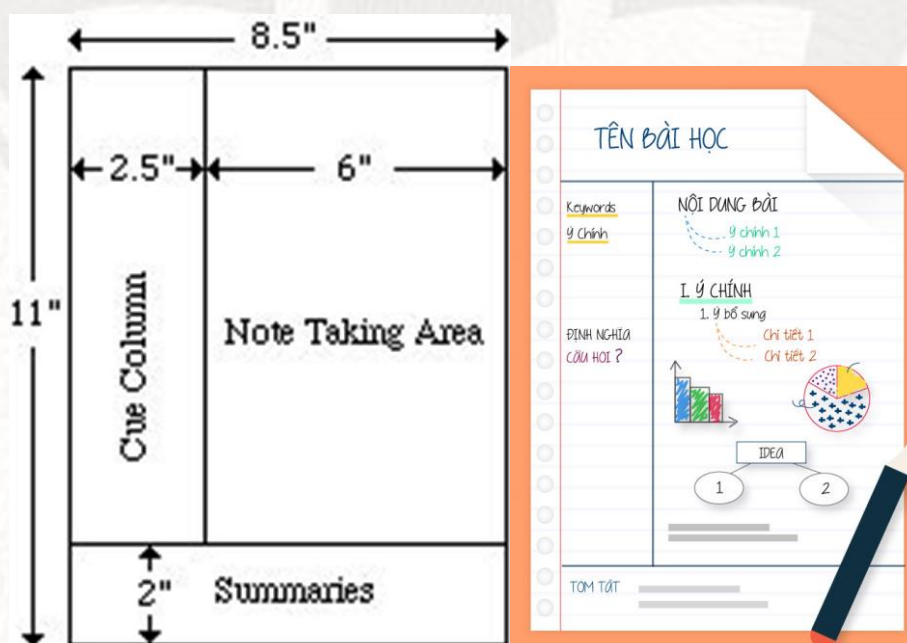 8.5"
2.5"
6"
11"
Cue Column
Note Taking Area
2"
Summaries
TÊN BÀI HỌC
Keywords
Ý Chính
ĐỊNH NGHĨA
CÂU HỎI ?
NỘI DUNG BÀI
Ý chính 1
Ý chính 2
I. Ý CHÍNH
1. Ý bổ sung
Chi tiết 1
Chi tiết 2
IDEA
1
2
TÓM TẮT